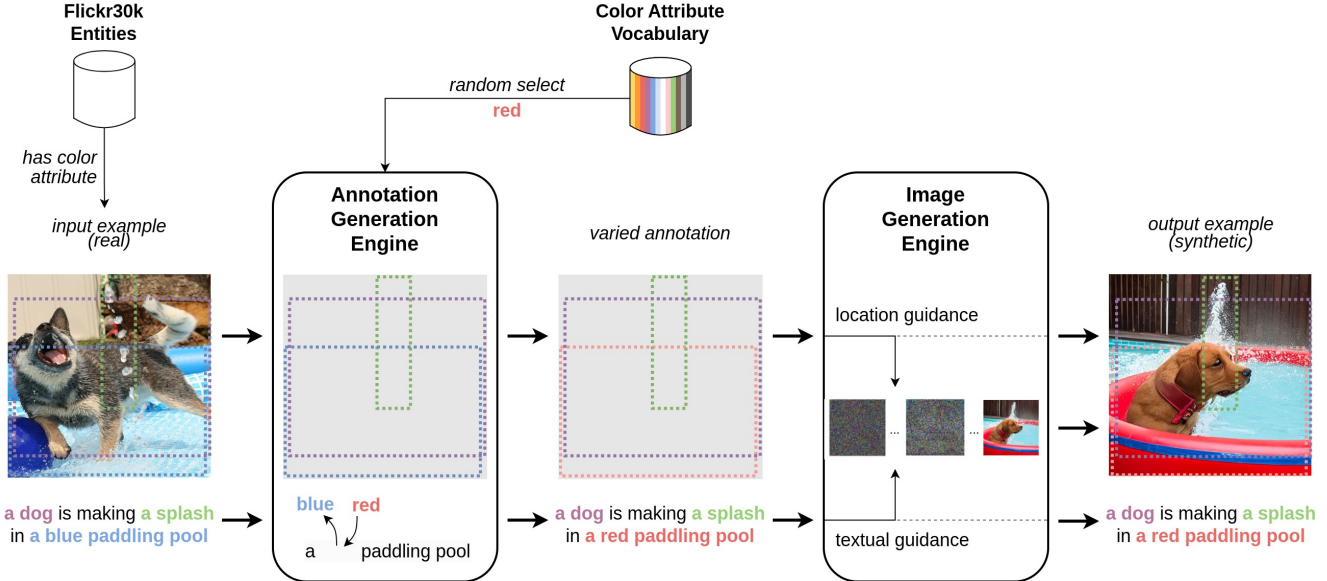 Flickr30k
Entities
Color Attribute
Vocabulary
random select
red
has color
attribute
input example
(real)
Annotation
Generation
Engine
varied annotation
Image
Generation
Engine
output example
(synthetic)
location guidance
... ...
textual guidance
a dog is making a splash
in a blue paddling pool
blue red
a paddling pool
a dog is making a splash
in a red paddling pool
a dog is making a splash
in a red paddling pool